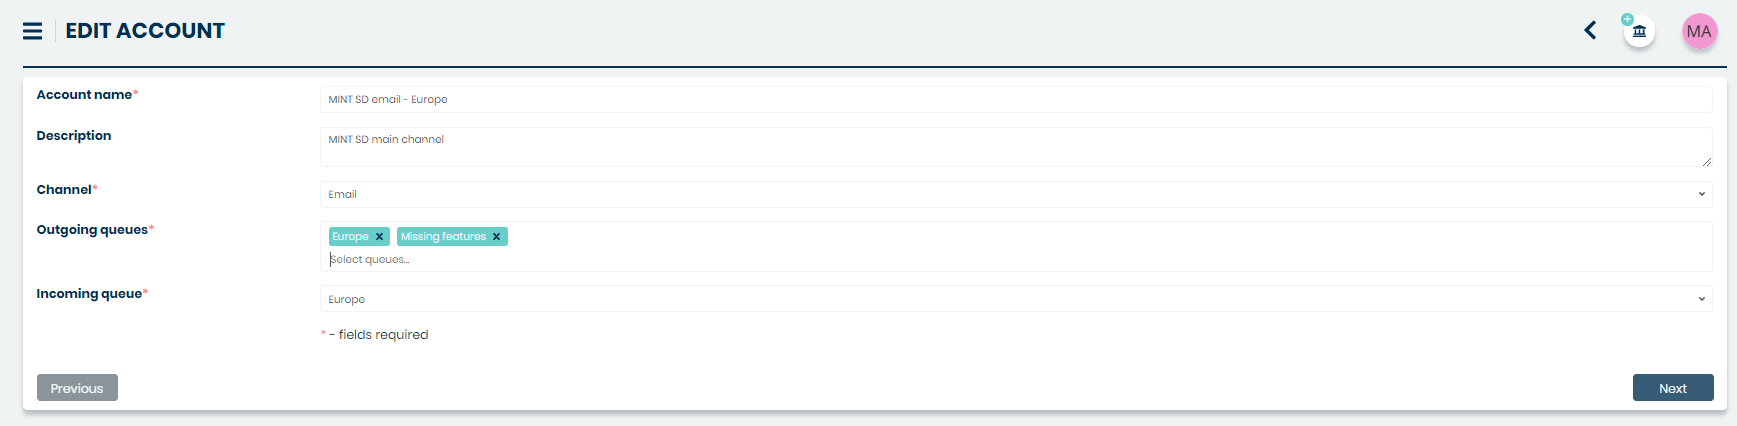 EDIT ACCOUNT
MA
Account name*
MINT SD email - Europe
Description
MINT SD main channel
Channel*
Email
Outgoing queues*
Europe × Missing features ×
Select queues...
Incoming queue*
Europe
* - fields required
Previous
Next